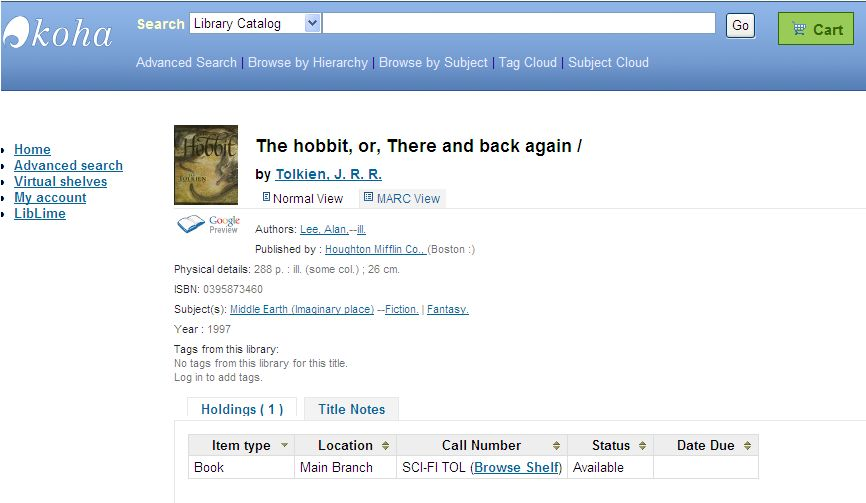 koha
Search Library Catalog Go Cart
Advanced Search | Browse by Hierarchy | Browse by Subject | Tag Cloud | Subject Cloud
Home
Advanced search
Virtual shelves
My account
LibLime
Hobbit
TOLKIEN
The hobbit, or, There and back again /
by Tolkien, J. R. R.
Normal View MARC View
Google
Preview
Authors: Lee, Alan,--ill.
Published by : Houghton Mifflin Co., (Boston :)
Physical details: 288 p. : ill. (some col.) ; 26 cm.
ISBN: 0395873460
Subject(s): Middle Earth (Imaginary place) --Fiction. | Fantasy.
Year : 1997
Tags from this library:
No tags from this library for this title.
Log in to add tags.
Holdings ( 1 ) Title Notes
Item type Location Call Number Status Date Due
Book Main Branch SCI-FI TOL (Browse Shelf) Available